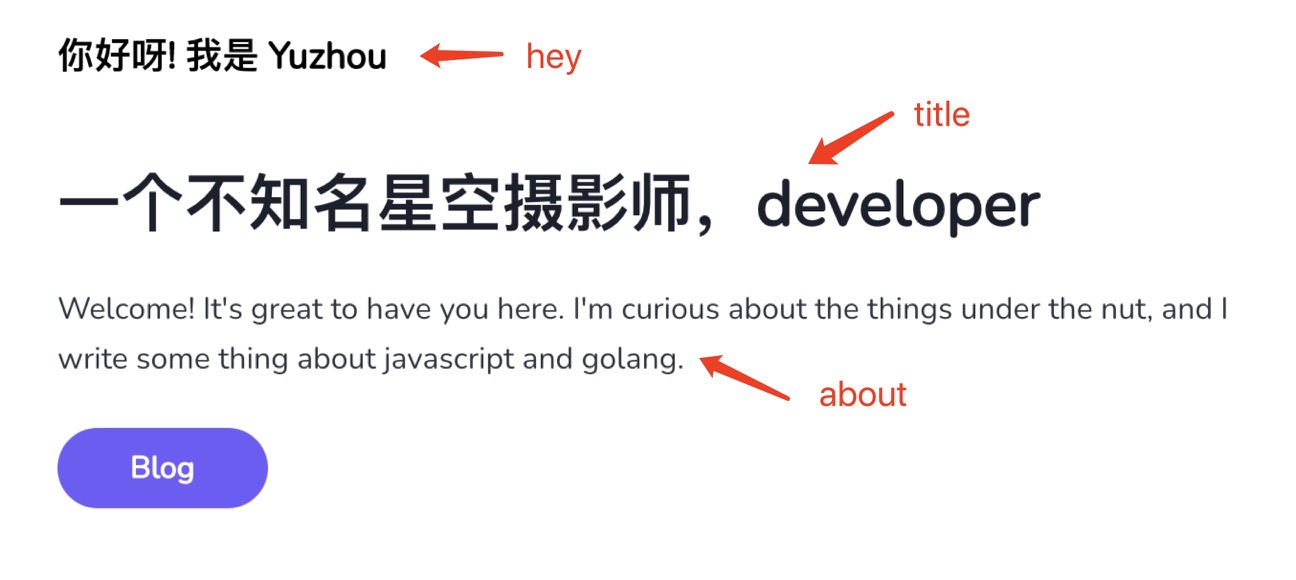 你好呀! 我是 Yuzhou
hey
title
一个不知名星空摄影师，developer
Welcome! It's great to have you here. I'm curious about the things under the nut, and I
write some thing about javascript and golang.
about
Blog